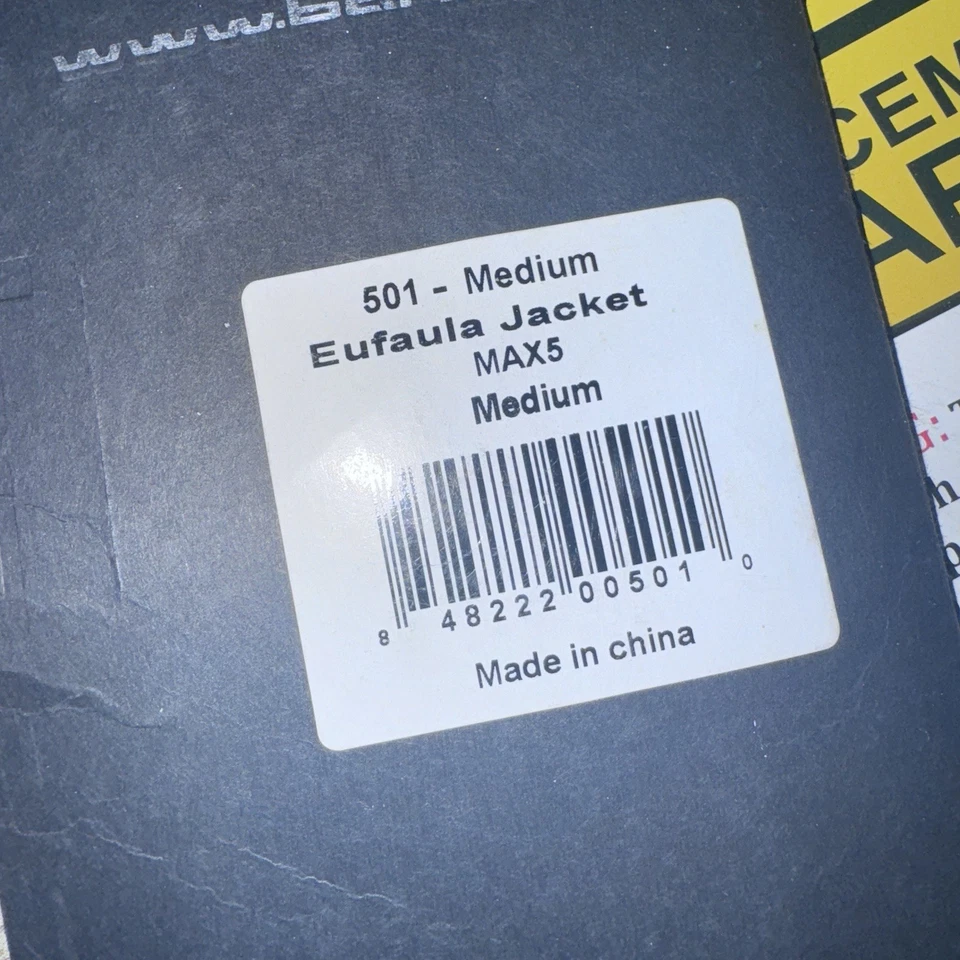 501 - Medium
Eufaula Jacket
MAX5
Medium
8 48222 00501 0
Made in china